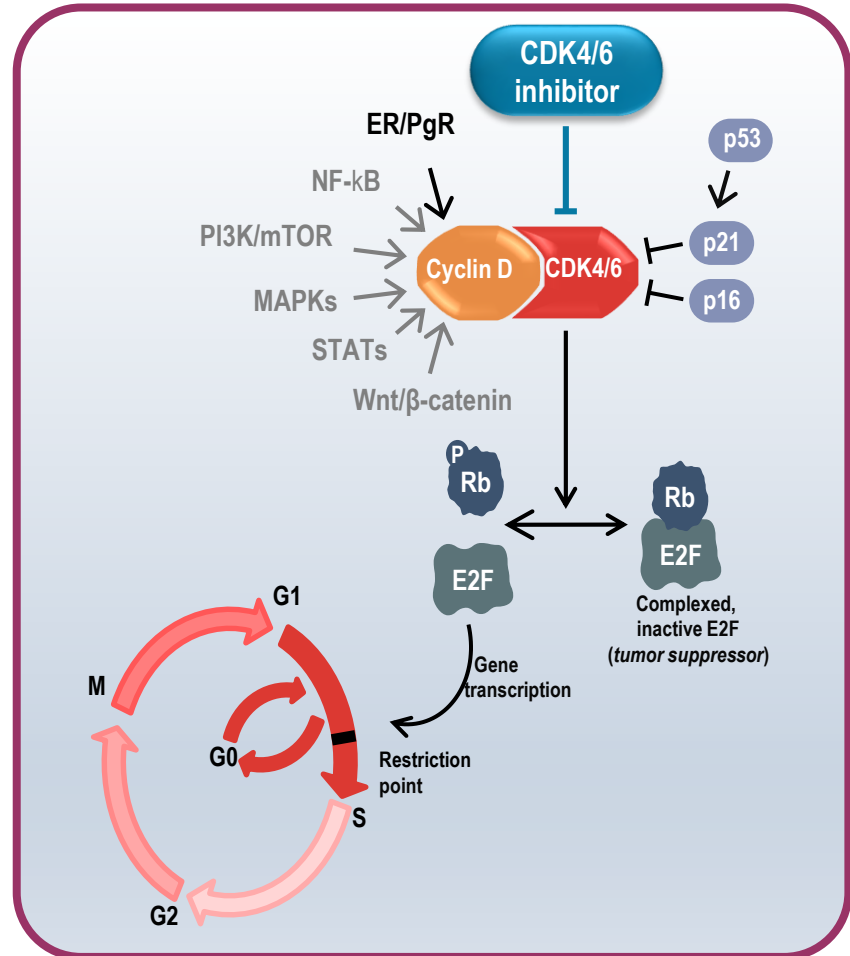 CDK4/6
inhibitor
ER/PgR
p53
NF-kB
PI3K/mTOR
p21
Cyclin D
CDK4/6
MAPKs
p16
STATs
Wnt/β-catenin
P
Rb
Rb
E2F
E2F
Complexed,
inactive E2F
(tumor suppressor)
G1
Gene
transcription
M
G0
Restriction
point
S
G2